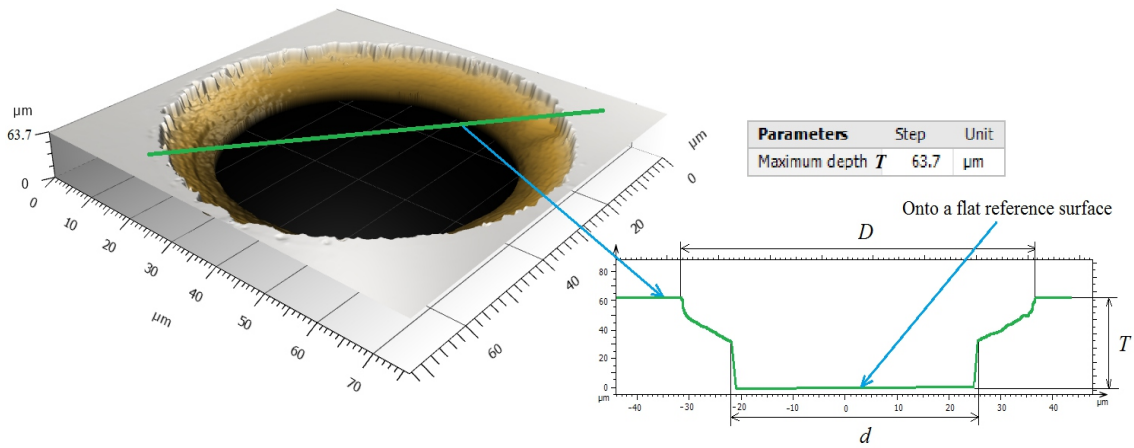 µm
63.7
0
0
10
20
30
40
50
60
70
µm
µm
0
20
40
60
Parameters Step Unit
Maximum depth T 63.7 µm
Onto a flat reference surface
D
80
60
40
20
0
T
µm
-40 -30 -20 -10 0 10 20 30 40 µm
d